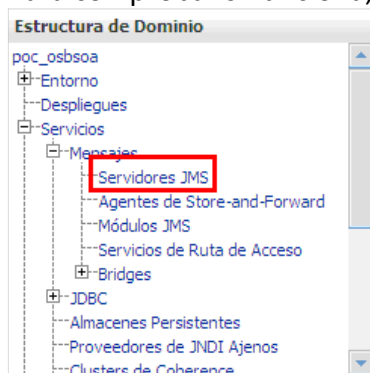 Estructura de Dominio
poc_osbsoa
Entorno
Despliegues
Servicios
Mensajes
Servidores JMS
Agentes de Store-and-Forward
Módulos JMS
Servicios de Ruta de Acceso
Bridges
JDBC
Almacenes Persistentes
Proveedores de JNDI Ajenos
Clusters de Coherence